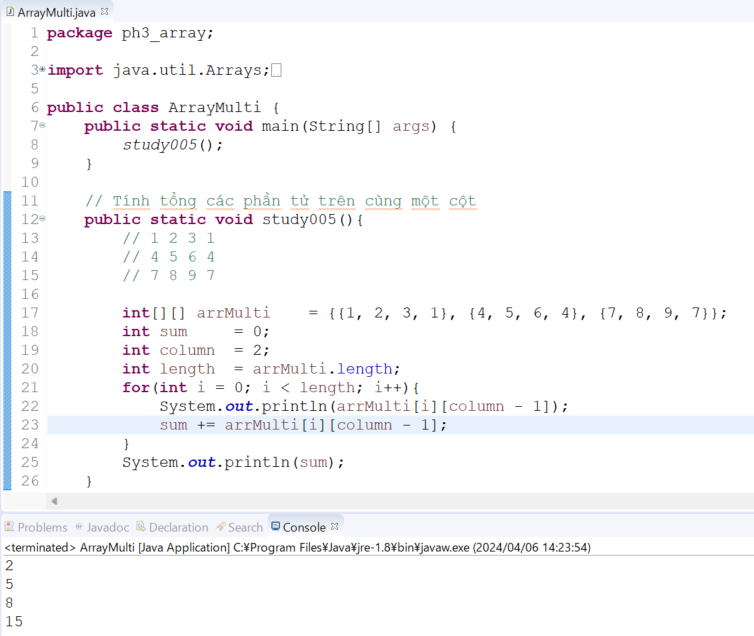 ArrayMulti.java
1 package ph3_array;
2
3 import java.util.Arrays;
5
6 public class ArrayMulti {
7     public static void main(String[] args) {
8         study005();
9     }
10
11     // Tính tổng các phần tử trên cùng một cột
12     public static void study005(){
13         // 1 2 3 1
14         // 4 5 6 4
15         // 7 8 9 7
16
17         int[][] arrMulti    = {{1, 2, 3, 1}, {4, 5, 6, 4}, {7, 8, 9, 7}};
18         int sum     = 0;
19         int column  = 2;
20         int length  = arrMulti.length;
21         for(int i = 0; i < length; i++){
22             System.out.println(arrMulti[i][column - 1]);
23             sum += arrMulti[i][column - 1];
24         }
25         System.out.println(sum);
26     }
Problems Javadoc Declaration Search Console
<terminated> ArrayMulti [Java Application] C:¥Program Files¥Java¥jre-1.8¥bin¥javaw.exe (2024/04/06 14:23:54)
2
5
8
15